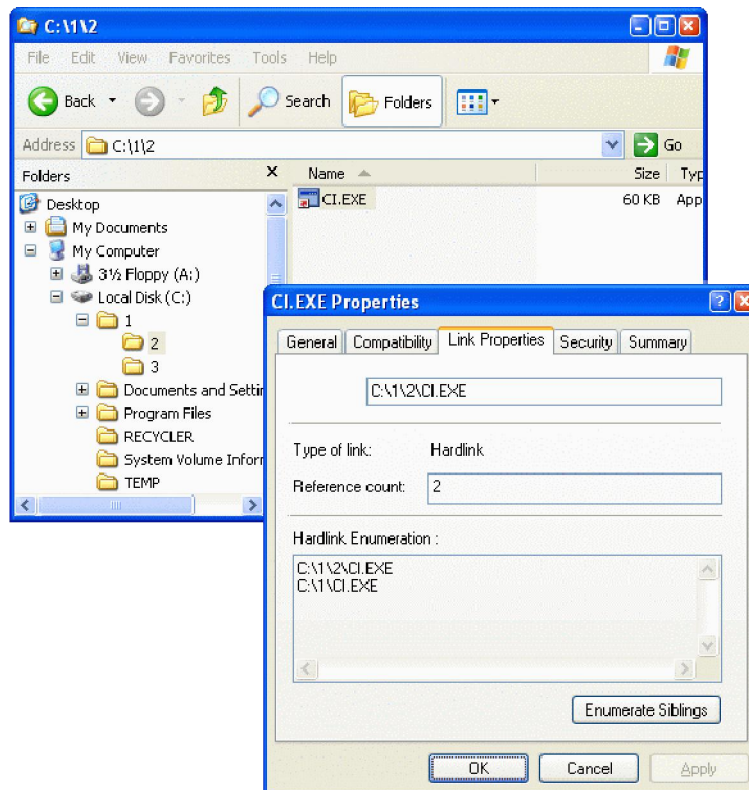 C:\1\2
File Edit View Favorites Tools Help
Back Search Folders
Address C:\1\2 Go
Folders X Name Size Typ
CI.EXE 60 KB App
Desktop
My Documents
My Computer
3½ Floppy (A:)
Local Disk (C:)
1
2
3
Documents and Settin
Program Files
RECYCLER
System Volume Inforr
TEMP
CI.EXE Properties
General Compatibility Link Properties Security Summary
C:\1\2\CI.EXE
Type of link: Hardlink
Reference count: 2
Hardlink Enumeration :
C:\1\2\CI.EXE
C:\1\CI.EXE
Enumerate Siblings
OK Cancel Apply